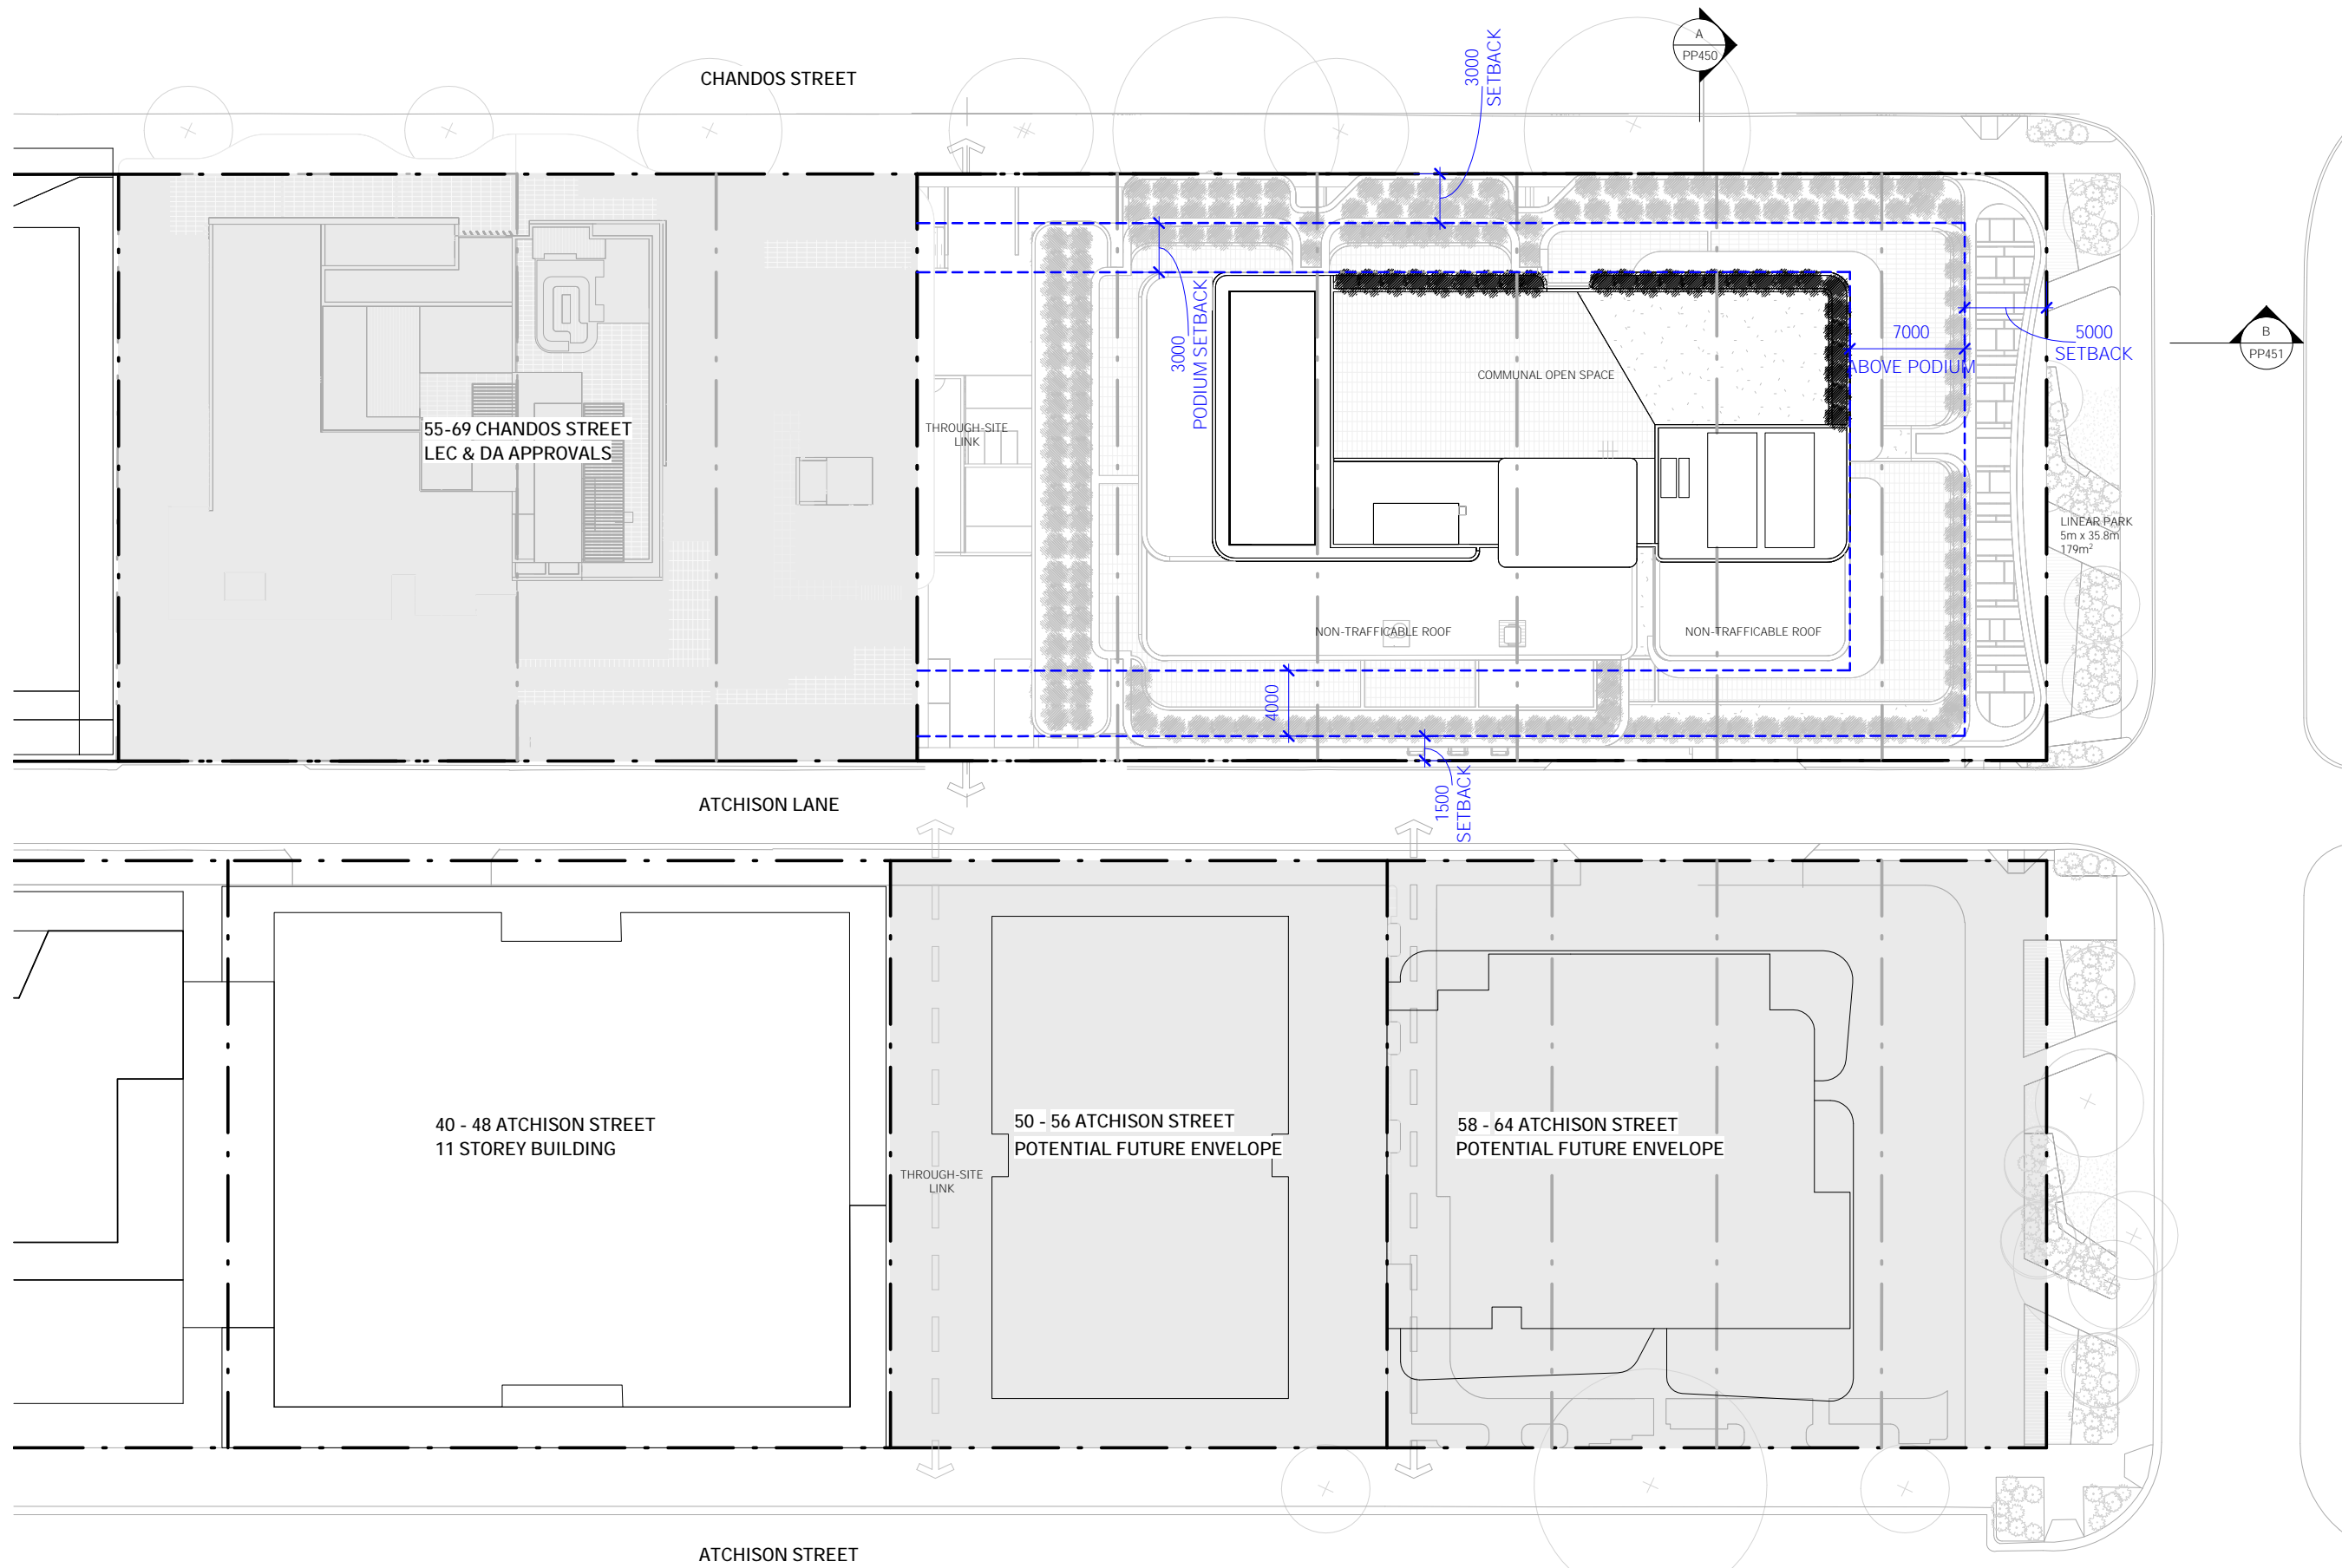 A
PP450
CHANDOS STREET
3000
SETBACK
3000
PODIUM SETBACK
7000
ABOVE PODIUM
5000
SETBACK
B
PP451
COMMUNAL OPEN SPACE
55-69 CHANDOS STREET
LEC & DA APPROVALS
THROUGH-SITE
LINK
LINEAR PARK
5m x 35.8m
179m²
NON-TRAFFICABLE ROOF
NON-TRAFFICABLE ROOF
4000
1500
SETBACK
ATCHISON LANE
40 - 48 ATCHISON STREET
11 STOREY BUILDING
50 - 56 ATCHISON STREET
POTENTIAL FUTURE ENVELOPE
58 - 64 ATCHISON STREET
POTENTIAL FUTURE ENVELOPE
THROUGH-SITE
LINK
ATCHISON STREET